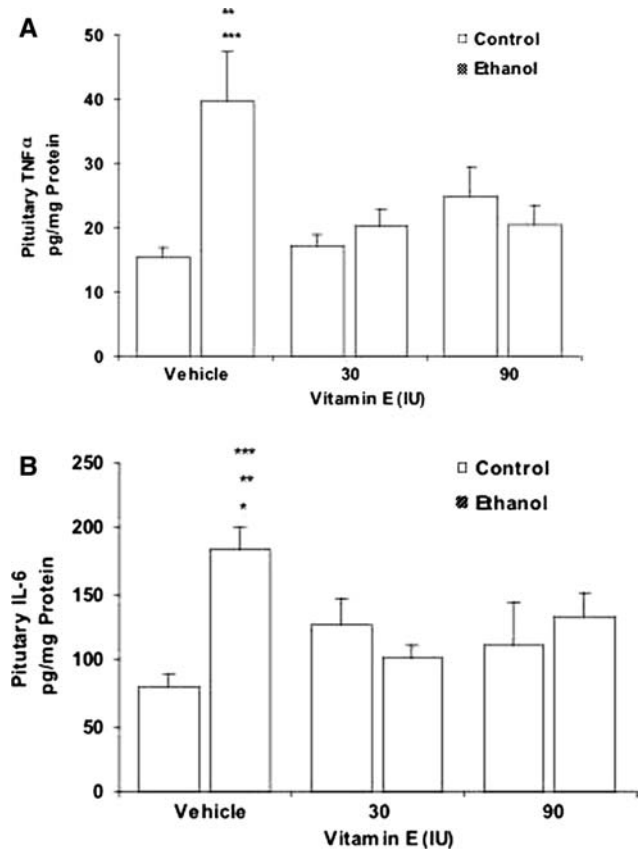 A
**
***
50
40
30
20
10
0
Pituitary TNFα
pg/mg Protein
Control
Ethanol
Vehicle 30 90
Vitamin E (IU)
B
***
**
*
250
200
150
100
50
0
Pitutary IL-6
pg/mg Protein
Control
Ethanol
Vehicle 30 90
Vitamin E (IU)